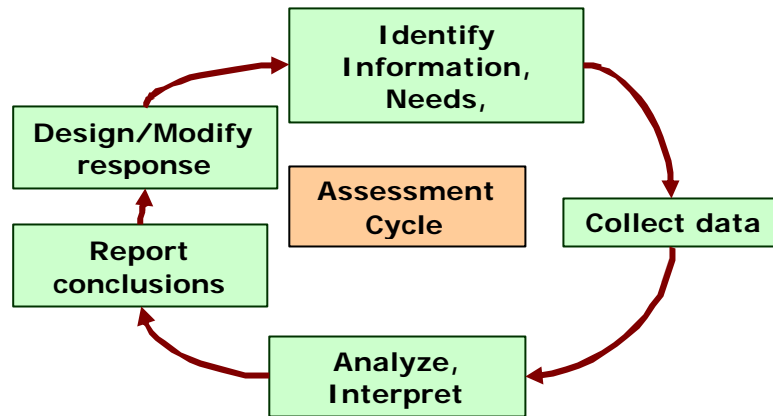 Identify
Information,
Needs,
Design/Modify
response
Assessment
Cycle
Collect data
Report
conclusions
Analyze,
Interpret